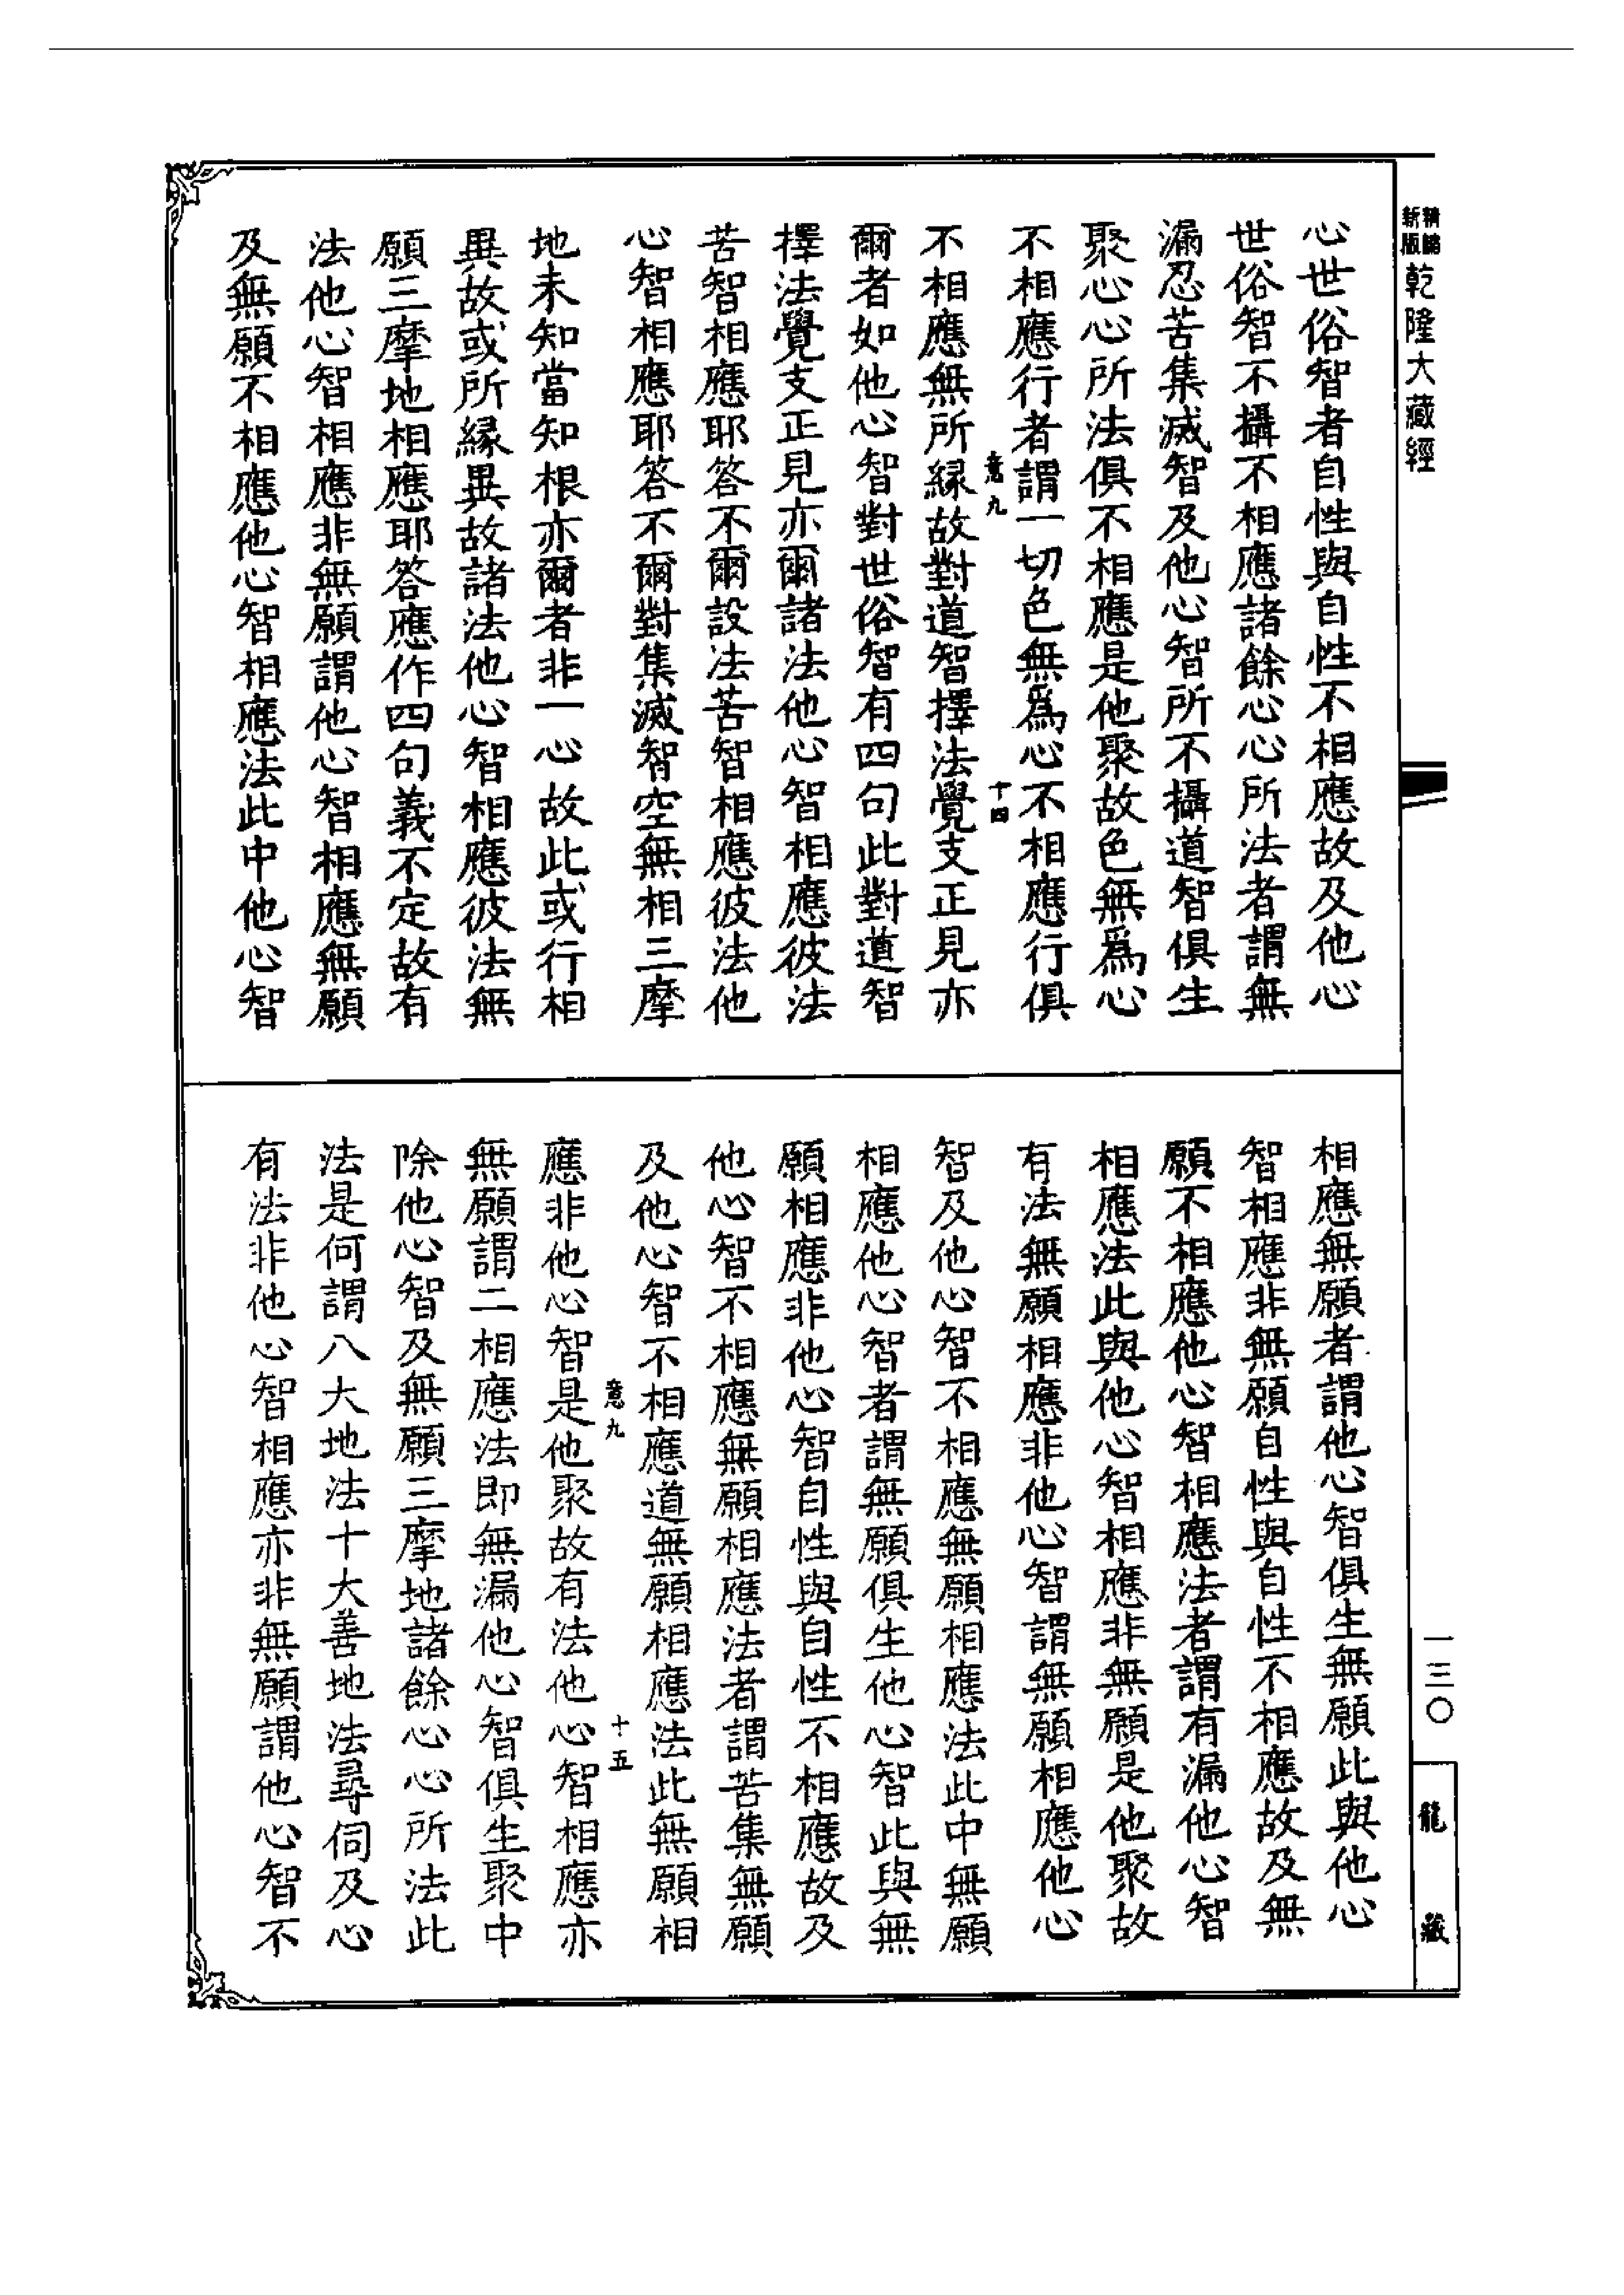 新版
精編
乾隆大藏經
心世俗智者自性與自性不相應故及他心
世俗智不攝不相應諸餘心心所法者謂無
漏忍苦集滅智及他心智所不攝道智俱生
聚心心所法俱不相應是他聚故色無爲心
不相應行者謂一切色無爲心不相應行俱
意九
十四
不相應無所緣故對道智擇法覺支正見亦
爾者如他心智對世俗智有四句此對道智
擇法覺支正見亦爾諸法他心智相應彼法
苦智相應耶答不爾設法苦智相應彼法他
心智相應耶答不爾對集滅智空無相三摩
地未知當知根亦爾者非一心故此或行相
異故或所緣異故諸法他心智相應彼法無
願三摩地相應耶答應作四句義不定故有
法他心智相應非無願謂他心智相應無願
及無願不相應他心智相應法此中他心智
相應無願者謂他心智俱生無願此與他心
智相應非無願自性與自性不相應故及無
願不相應他心智相應法者謂有漏他心智
相應法此與他心智相應非無願是他聚故
有法無願相應非他心智謂無願相應他心
智及他心智不相應無願相應法此中無願
相應他心智者謂無願俱生他心智此與無
願相應非他心智自性與自性不相應故及
他心智不相應無願相應法者謂苦集無願
及他心智不相應道無願相應法此無願相
意九
十五
應非他心智是他聚故有法他心智相應亦
無願謂二相應法即無漏他心智俱生聚中
除他心智及無願三摩地諸餘心心所法此
法是何謂八大地法十大善地法尋伺及心
有法非他心智相應亦非無願謂他心智不
一三〇
龍藏